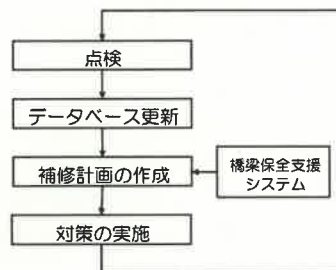 点検
データベース更新
補修計画の作成
橋梁保全支援
システム
対策の実施